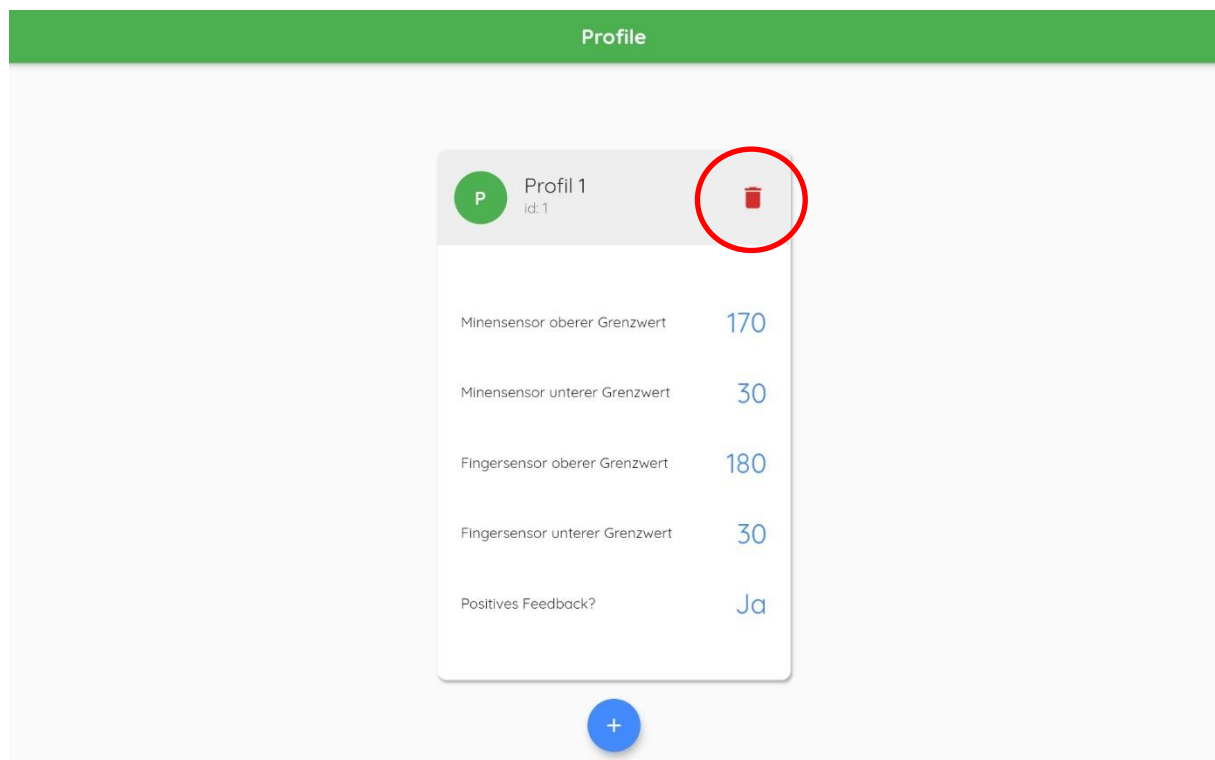 Profile
P
Profil 1
id: 1
Minensensor oberer Grenzwert 170
Minensensor unterer Grenzwert 30
Fingersensor oberer Grenzwert 180
Fingersensor unterer Grenzwert 30
Positives Feedback? Ja
+